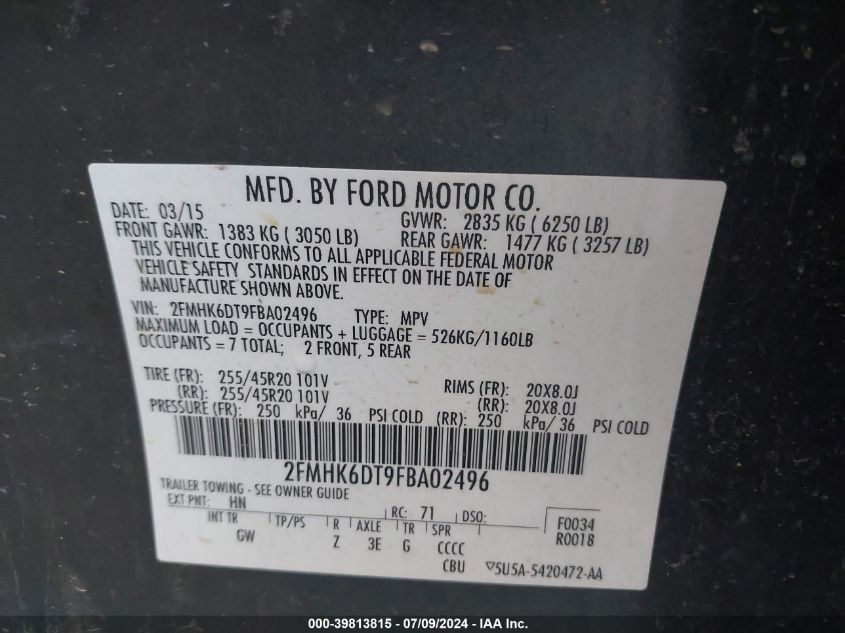 MFD. BY FORD MOTOR CO.
DATE: 03/15 GVWR: 2835 KG ( 6250 LB)
FRONT GAWR: 1383 KG ( 3050 LB) REAR GAWR: 1477 KG ( 3257 LB)
THIS VEHICLE CONFORMS TO ALL APPLICABLE FEDERAL MOTOR
VEHICLE SAFETY STANDARDS IN EFFECT ON THE DATE OF
MANUFACTURE SHOWN ABOVE.
VIN: 2FMHK6DT9FBA02496 TYPE: MPV
MAXIMUM LOAD = OCCUPANTS + LUGGAGE = 526KG/1160LB
OCCUPANTS = 7 TOTAL; 2 FRONT, 5 REAR
TIRE (FR): 255/45R20 101V RIMS (FR): 20X8.0J
(RR): 255/45R20 101V (RR): 20X8.0J
PRESSURE (FR): 250 kPa/ 36 PSI COLD (RR): 250 kPa/ 36 PSI COLD
2FMHK6DT9FBA02496
TRAILER TOWING - SEE OWNER GUIDE
EXT PNT: HN RC: 71 DSO: F0034
INT TR TP/PS R AXLE TR SPR R0018
GW Z 3E G CCCC
CBU ▽5U5A-5420472-AA
000-39813815 - 07/09/2024 - IAA Inc.